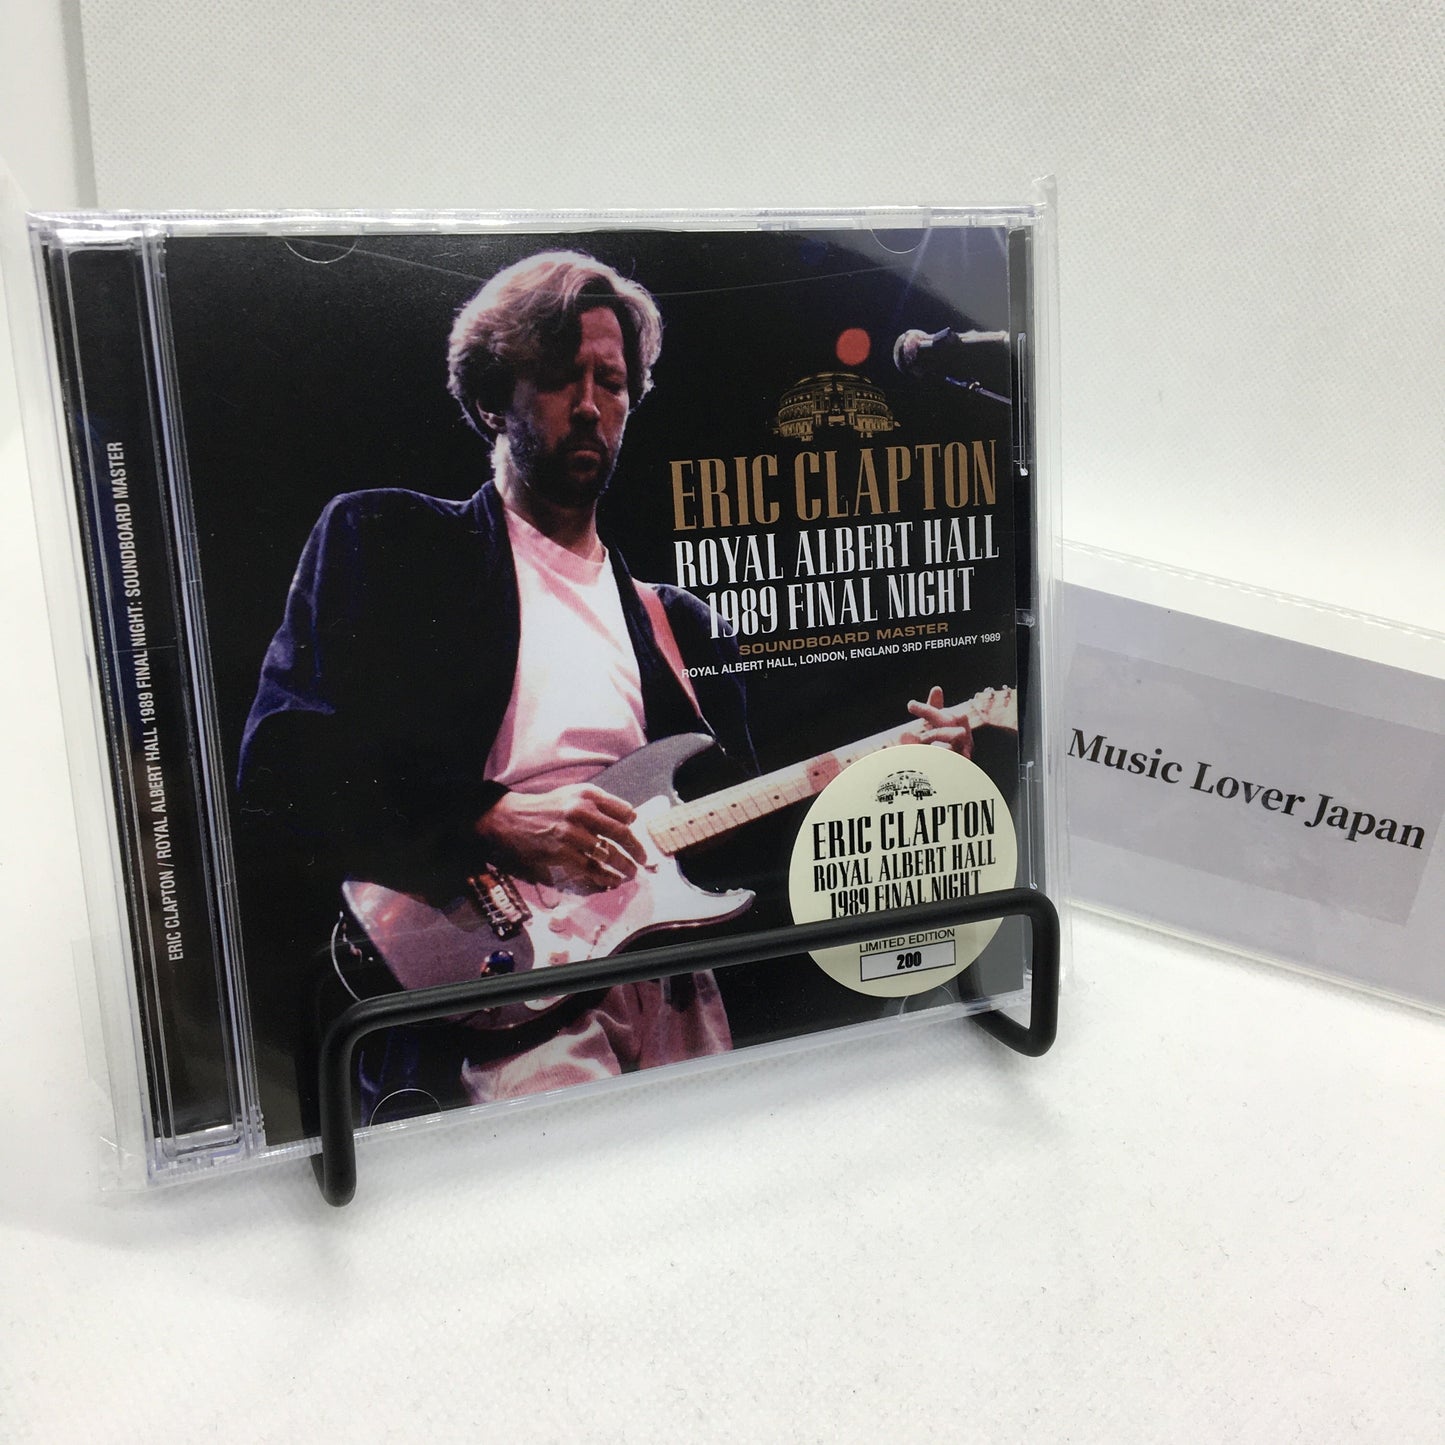 ERIC CLAPTON / ROYAL ALBERT HALL 1989 FINAL NIGHT: SOUNDBOARD MASTER
ERIC CLAPTON
ROYAL ALBERT HALL
1989 FINAL NIGHT
SOUNDBOARD MASTER
ROYAL ALBERT HALL, LONDON, ENGLAND 3RD FEBRUARY 1989
ERIC CLAPTON
ROYAL ALBERT HALL
1989 FINAL NIGHT
LIMITED EDITION
200
Music Lover Japan